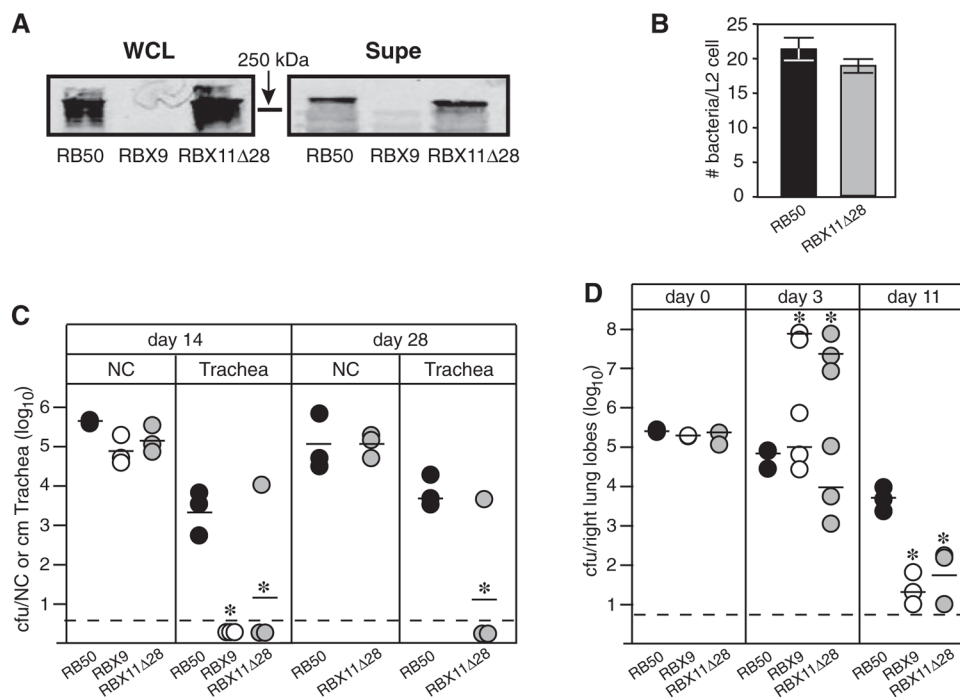 A
WCL
250 kDa
Supe
RB50 RBX9 RBX11Δ28
RB50 RBX9 RBX11Δ28
B
# bacteria/L2 cell
25
20
15
10
5
0
RB50
RBX11Δ28
C
cfu/NC or cm Trachea (log10)
day 14
day 28
NC
Trachea
NC
Trachea
6
5
4
3
2
1
*
*
*
RB50
RBX9
RBX11Δ28
RB50
RBX9
RBX11Δ28
RB50
RBX11Δ28
RB50
RBX11Δ28
D
cfu/right lung lobes (log10)
day 0
day 3
day 11
8
7
6
5
4
3
2
1
*
*
*
*
RB50
RBX9
RBX11Δ28
RB50
RBX9
RBX11Δ28
RB50
RBX9
RBX11Δ28